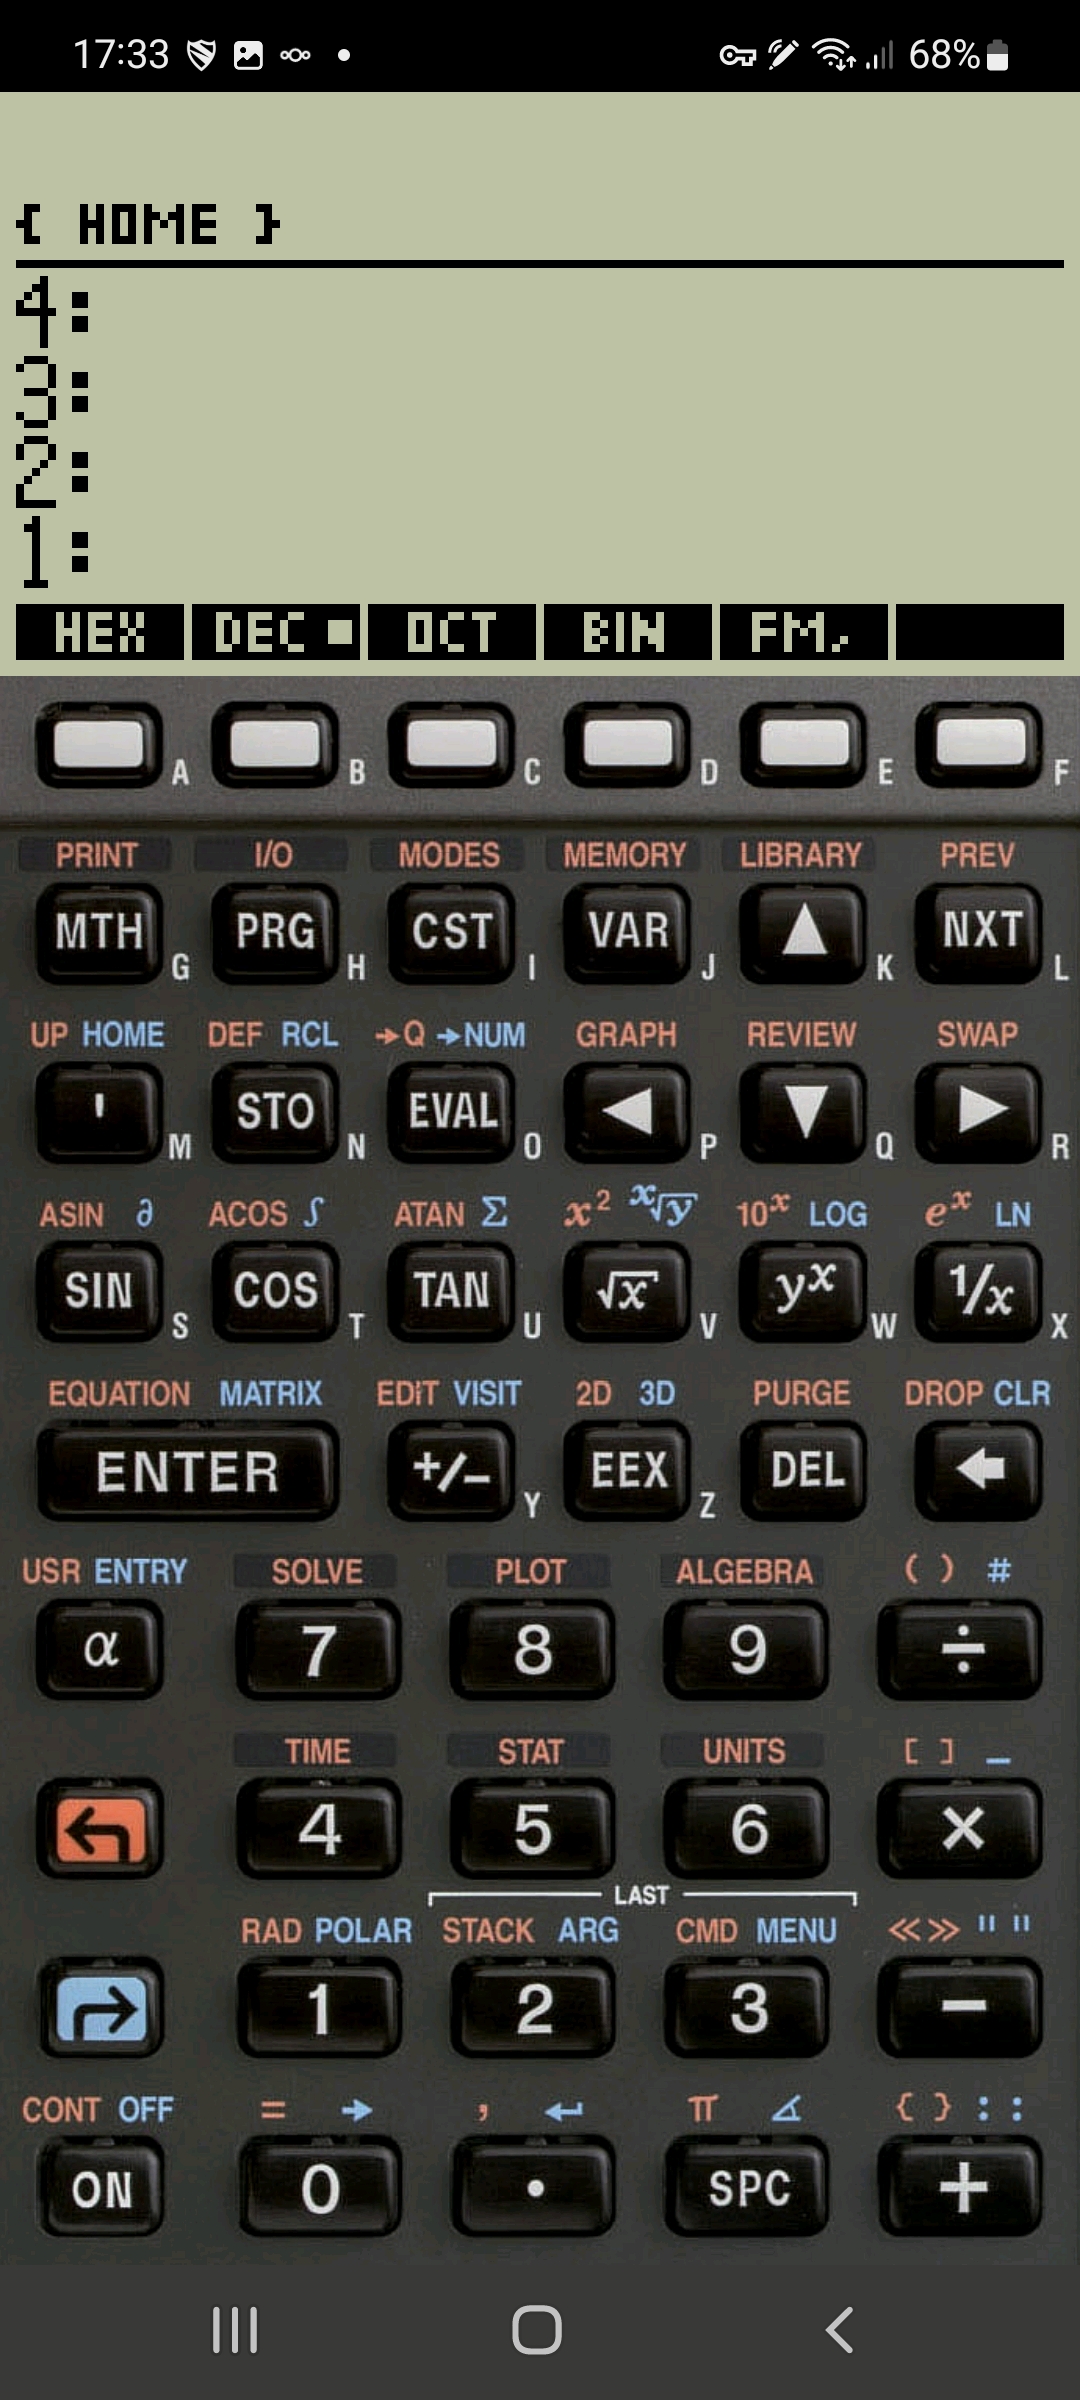 17:33 68%
{ HOME }
4:
3:
2:
1:
HEX DEC ■ OCT BIN FM,
A B C D E F
PRINT I/O MODES MEMORY LIBRARY PREV
MTH G PRG H CST I VAR J ▲ K NXT L
UP HOME DEF RCL →Q →NUM GRAPH REVIEW SWAP
' M STO N EVAL O ◀ P ▼ Q ▶ R
ASIN ∂ ACOS ∫ ATAN Σ x² ˣ√y 10ˣ LOG eˣ LN
SIN S COS T TAN U √x V yˣ W 1/x X
EQUATION MATRIX EDIT VISIT 2D 3D PURGE DROP CLR
ENTER +/− Y EEX Z DEL ←
USR ENTRY SOLVE PLOT ALGEBRA ( ) #
α 7 8 9 ÷
TIME STAT UNITS [ ] _
4 5 6 ×
LAST
RAD POLAR STACK ARG CMD MENU ≪≫ " "
1 2 3 −
CONT OFF = → , ↵ π ∡ { } : :
ON 0 . SPC +